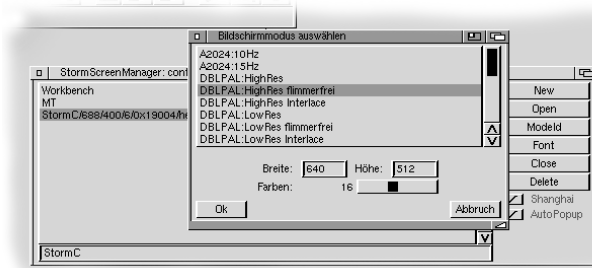 Bildschirmmodus auswählen
A2024:10Hz
A2024:15Hz
DBLPAL:HighRes
DBLPAL:HighRes flimmerfrei
DBLPAL:HighRes Interlace
DBLPAL:LowRes
DBLPAL:LowRes flimmerfrei
DBLPAL:LowRes Interlace
Breite: 640 Höhe: 512
Farben: 16
Ok Abbruch
StormScreenManager: conf
Workbench
MT
StormC/688/400/6/0x19004/he
StormC
New
Open
ModeId
Font
Close
Delete
Shanghai
AutoPopup